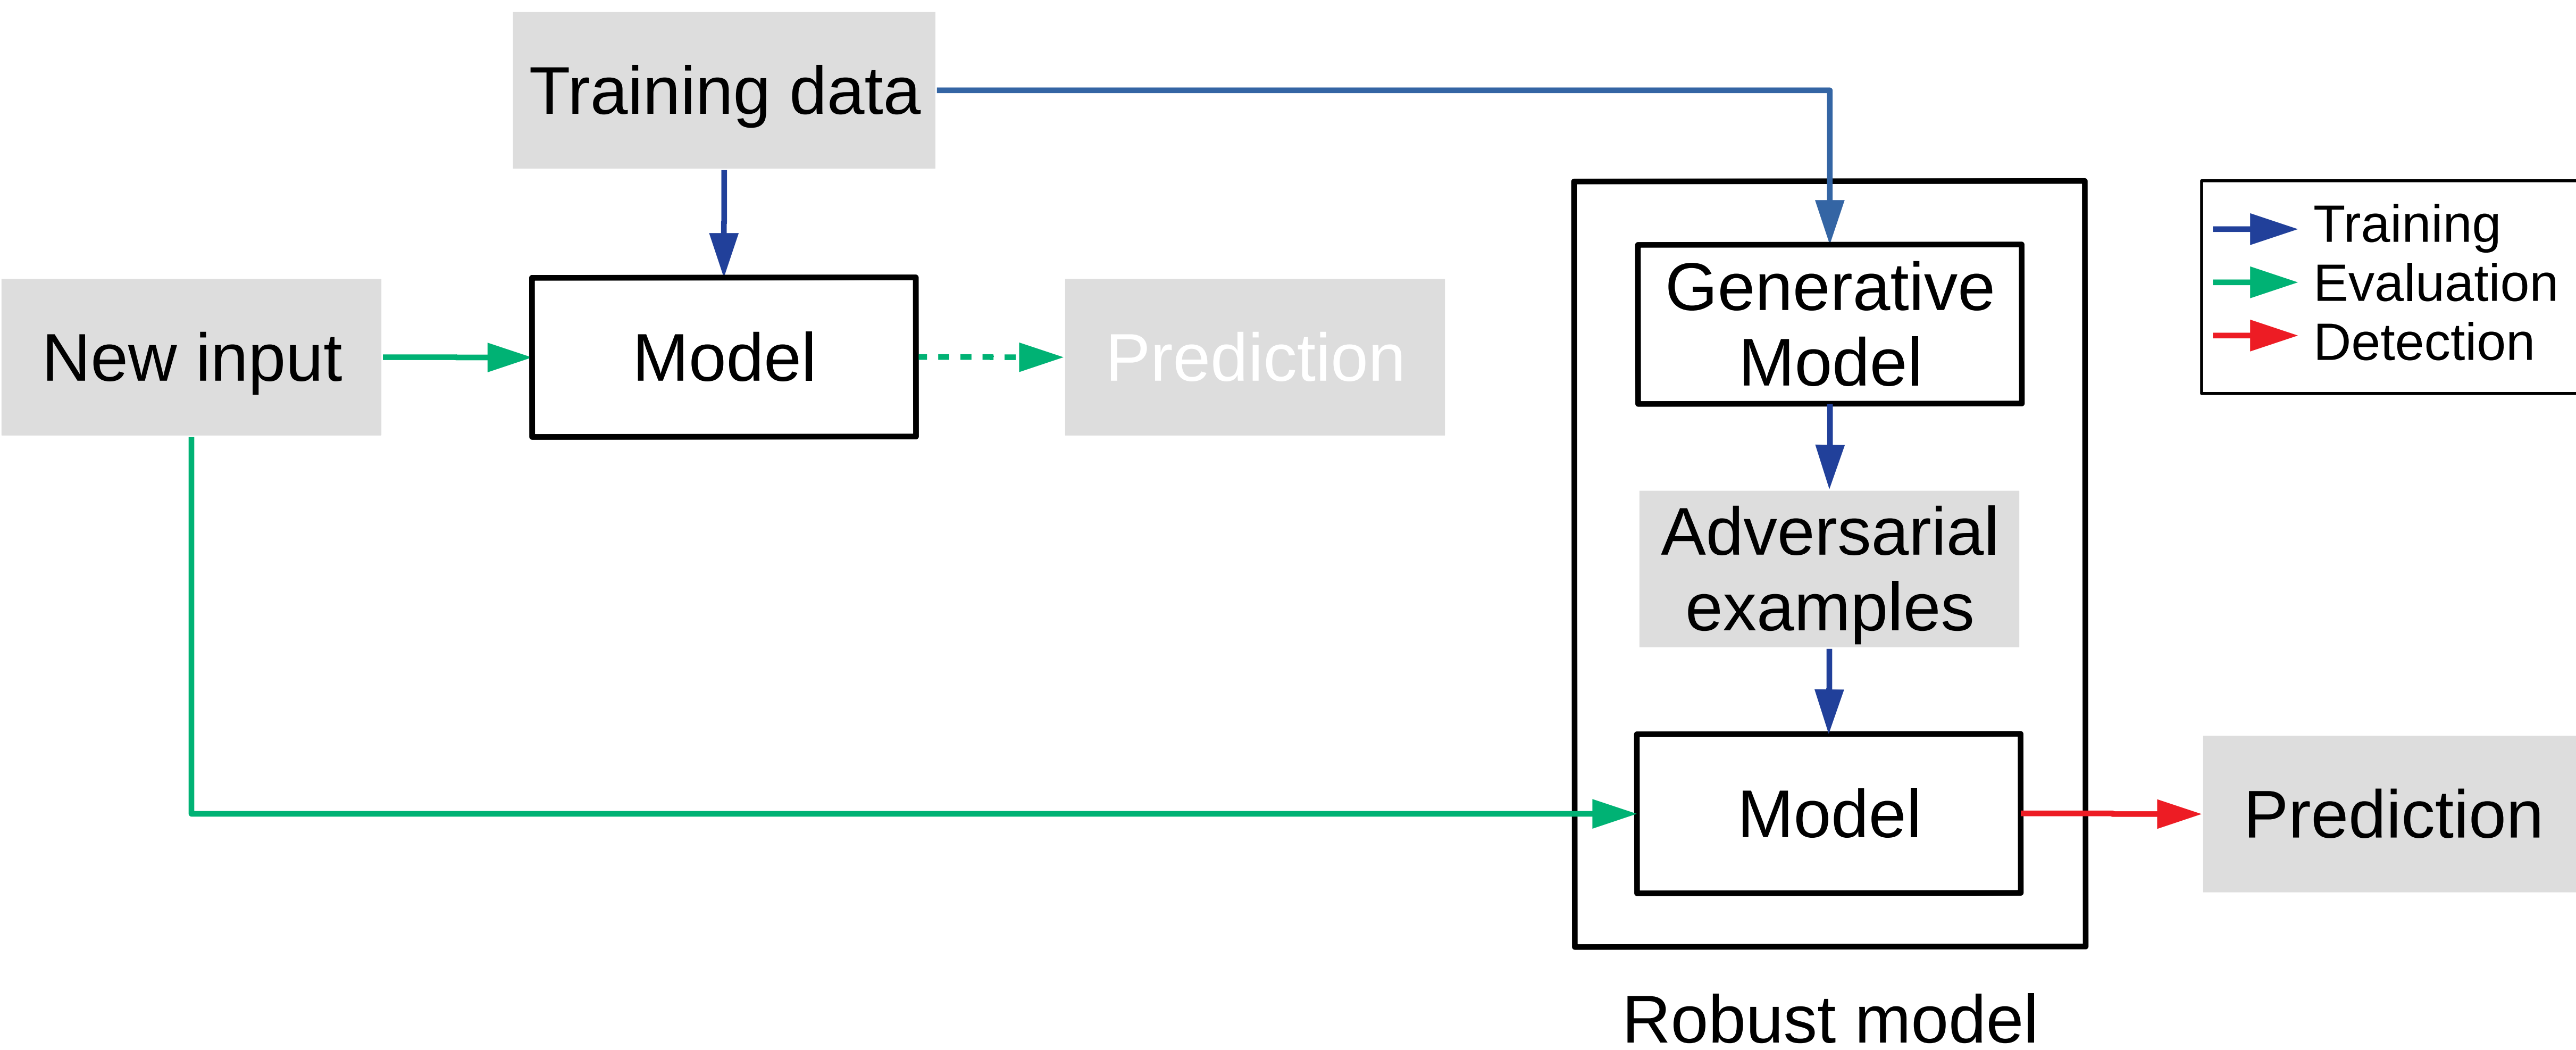 Training data
New input
Model
Prediction
Generative
Model
Adversarial
examples
Model
Robust model
Training
Evaluation
Detection
Prediction